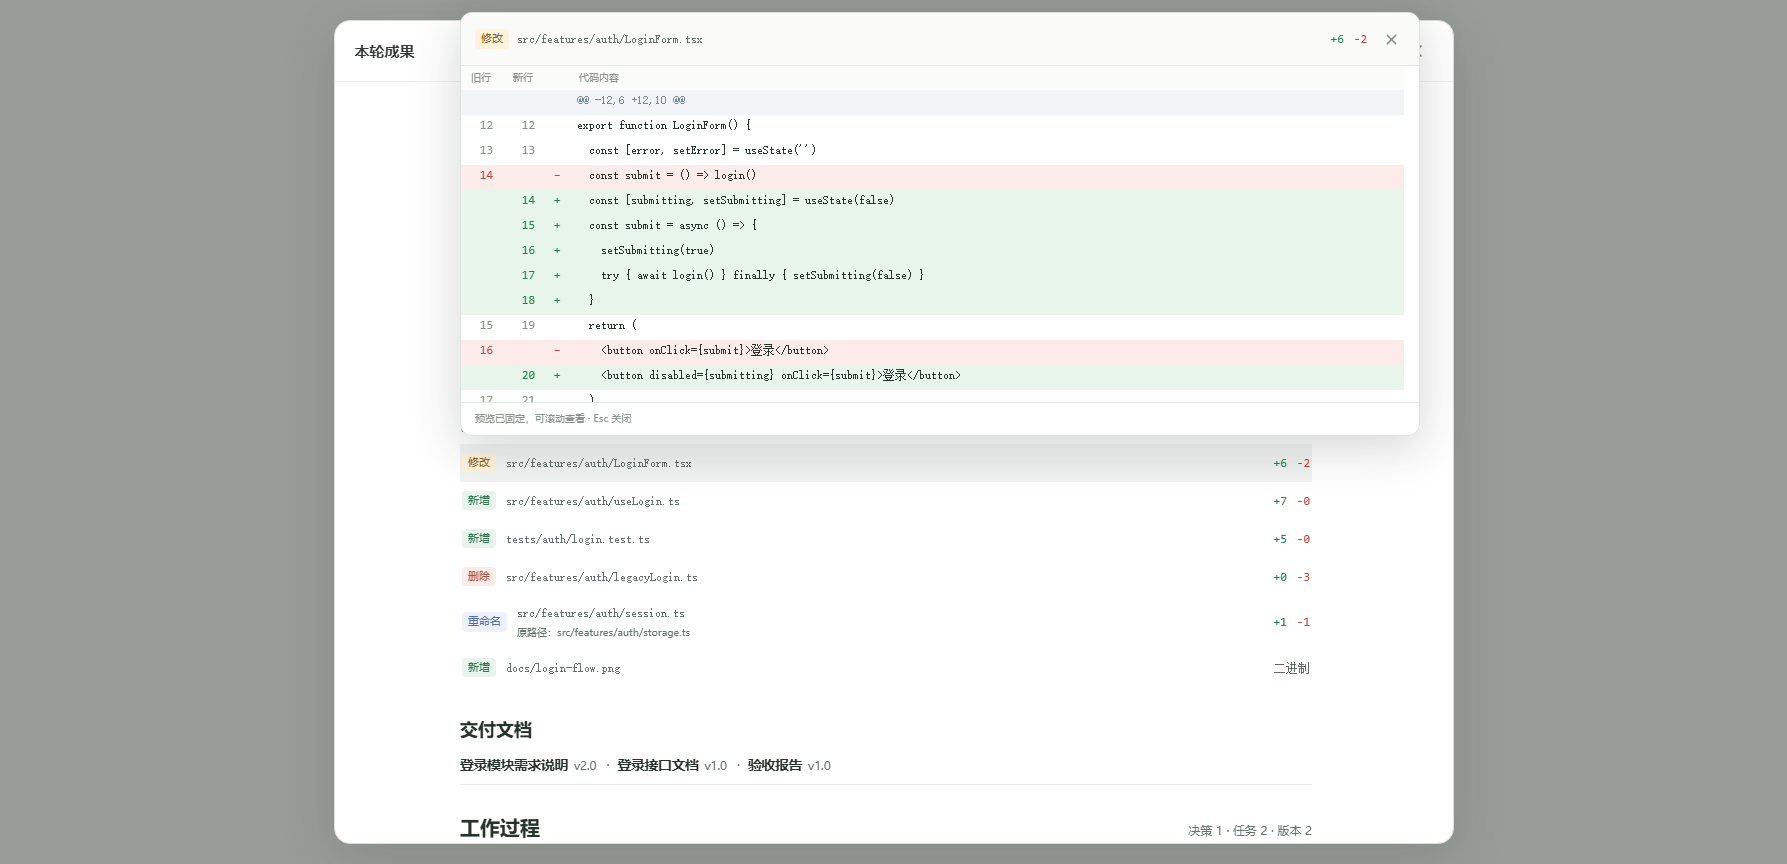 本轮成果
修改 src/features/auth/LoginForm.tsx +6 -2
旧行 新行 代码内容
@@ -12,6 +12,10 @@
12 12 export function LoginForm() {
13 13 const [error, setError] = useState('')
14 - const submit = () => login()
14 + const [submitting, setSubmitting] = useState(false)
15 + const submit = async () => {
16 + setSubmitting(true)
17 + try { await login() } finally { setSubmitting(false) }
18 + }
15 19 return (
16 - <button onClick={submit}>登录</button>
20 + <button disabled={submitting} onClick={submit}>登录</button>
17 21 )
预览已固定，可滚动查看 · Esc 关闭
修改 src/features/auth/LoginForm.tsx +6 -2
新增 src/features/auth/useLogin.ts +7 -0
新增 tests/auth/login.test.ts +5 -0
删除 src/features/auth/legacyLogin.ts +0 -3
重命名 src/features/auth/session.ts +1 -1
原路径：src/features/auth/storage.ts
新增 docs/login-flow.png 二进制
交付文档
登录模块需求说明 v2.0 · 登录接口文档 v1.0 · 验收报告 v1.0
工作过程 决策 1 · 任务 2 · 版本 2